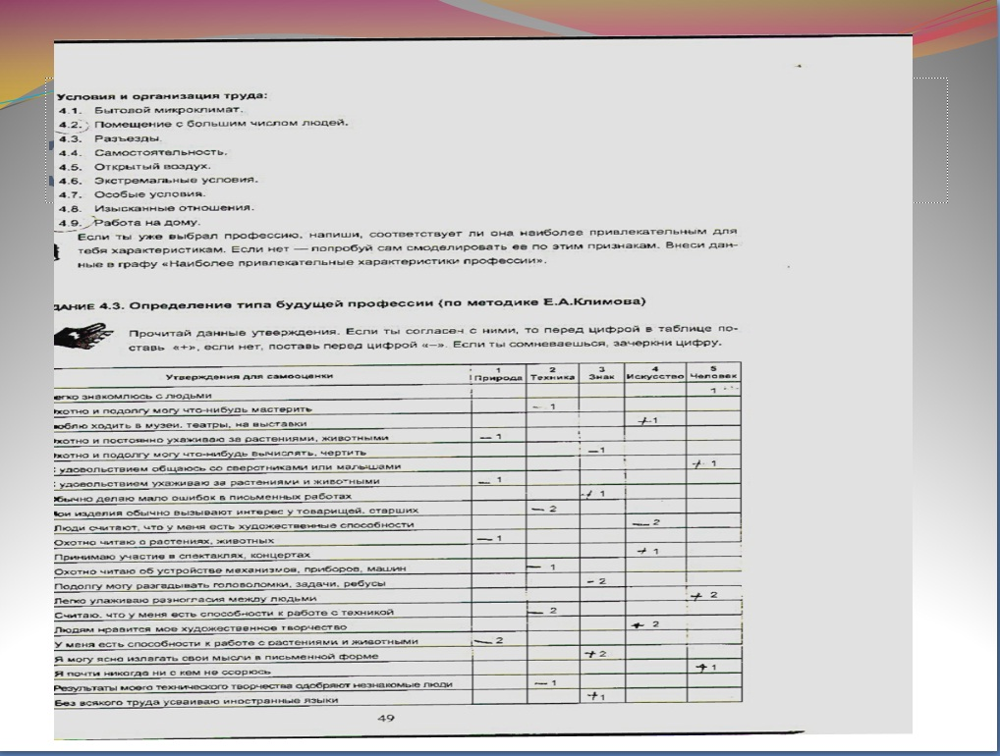 Условия и организация труда:
4.1. Бытовой микроклимат.
4.2. Помещение с большим числом людей.
4.3. Разъезды.
4.4. Самостоятельность.
4.5. Открытый воздух.
4.6. Экстремальные условия.
4.7. Особые условия.
4.8. Изысканные отношения.
4.9. Работа на дому.
Если ты уже выбрал профессию, напиши, соответствует ли она наиболее привлекательным для
тебя характеристикам. Если нет — попробуй сам смоделировать ее по этим признакам. Внеси дан-
ные в графу «Наиболее привлекательные характеристики профессии».
ДАНИЕ 4.3. Определение типа будущей профессии (по методике Е.А.Климова)
Прочитай данные утверждения. Если ты согласен с ними, то перед цифрой в таблице по-
ставь «+», если нет, поставь перед цифрой «–». Если ты сомневаешься, зачеркни цифру.
Утверждения для самооценки 1 Природа 2 Техника 3 Знак 4 Искусство 5 Человек
егко знакомлюсь с людьми 1
хотно и подолгу могу что-нибудь мастерить – 1
юблю ходить в музеи, театры, на выставки + 1
хотно и постоянно ухаживаю за растениями, животными — 1
хотно и подолгу могу что-нибудь вычислять, чертить – 1
с удовольствием общаюсь со сверстниками или малышами + 1
с удовольствием ухаживаю за растениями и животными — 1
бычно делаю мало ошибок в письменных работах + 1
ои изделия обычно вызывают интерес у товарищей, старших — 2
Люди считают, что у меня есть художественные способности — 2
Охотно читаю о растениях, животных — 1
Принимаю участие в спектаклях, концертах + 1
Охотно читаю об устройстве механизмов, приборов, машин — 1
Подолгу могу разгадывать головоломки, задачи, ребусы – 2
Легко улаживаю разногласия между людьми + 2
Считаю, что у меня есть способности к работе с техникой — 2
Людям нравится мое художественное творчество + 2
У меня есть способности к работе с растениями и животными — 2
Я могу ясно излагать свои мысли в письменной форме + 2
Я почти никогда ни с кем не ссорюсь + 1
Результаты моего технического творчества одобряют незнакомые люди — 1
Без всякого труда усваиваю иностранные языки + 1
49